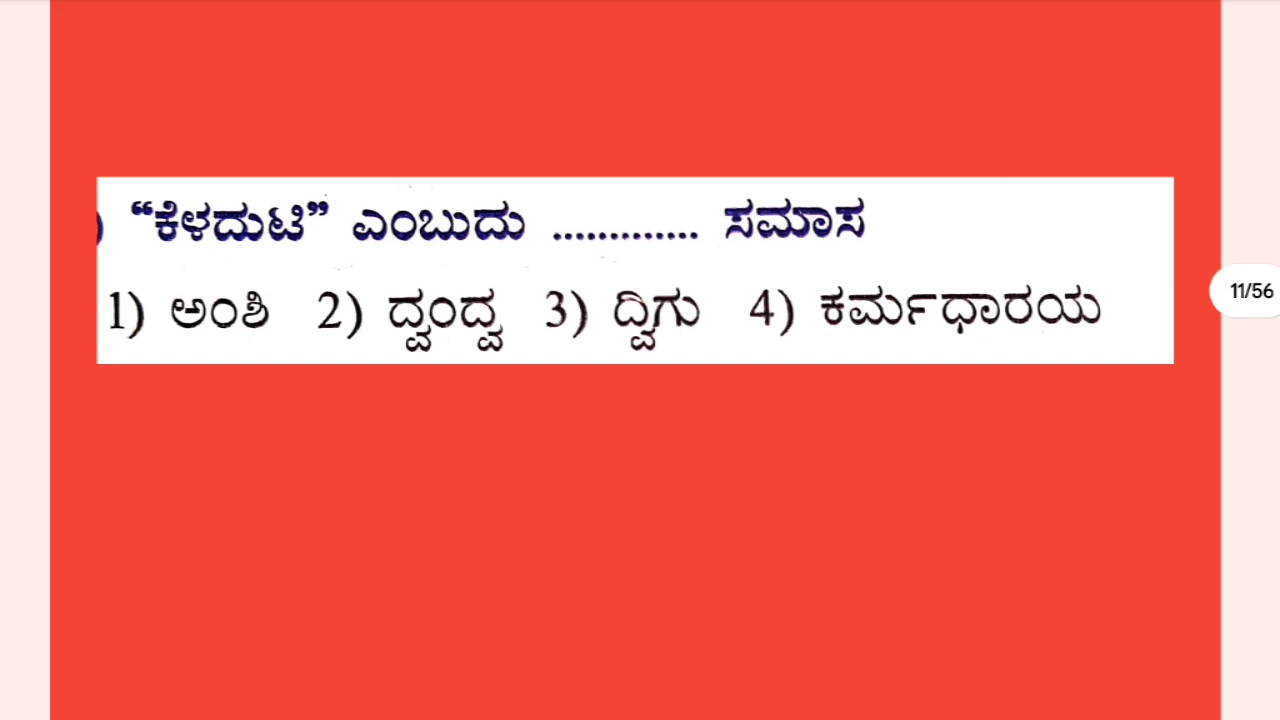 ) “ಕೆಳದುಟಿ” ಎಂಬುದು ............. ಸಮಾಸ
1) ಅಂಶಿ 2) ದ್ವಂದ್ವ 3) ದ್ವಿಗು 4) ಕರ್ಮಧಾರಯ
11/56